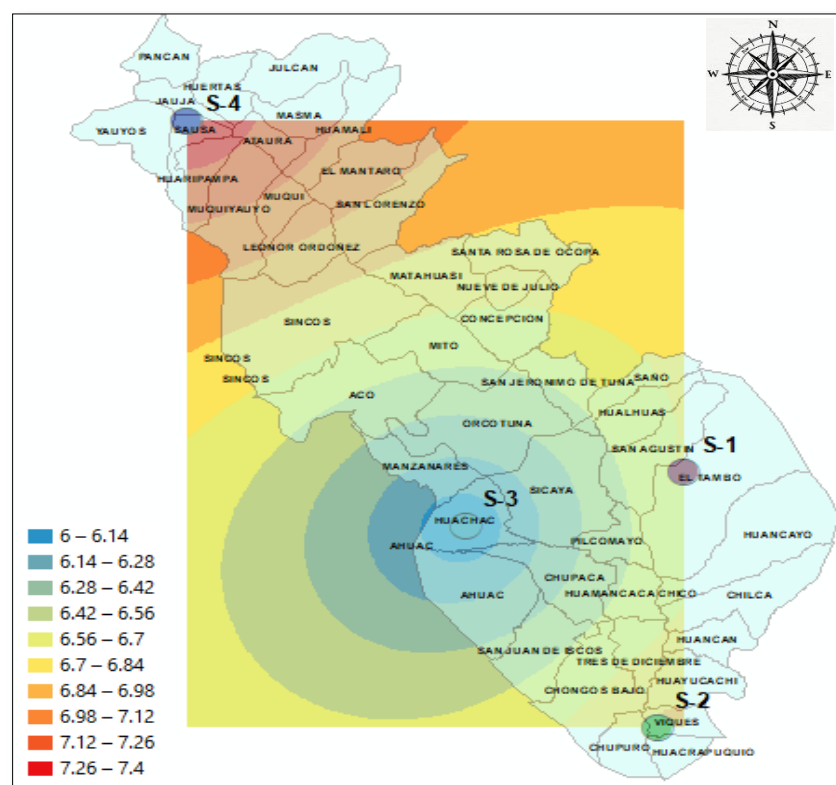 N
W
E
S
PANCAN
JULCAN
HUERTAS
JAUJA
S-4
MASMA
YAUYOS
SAUSA
HUAMALI
ATAURA
EL MANTARO
HUARIPAMPA
MUQUI
SAN LORENZO
MUQUIYAUYO
LEONOR ORDOÑEZ
SANTA ROSA DE OCOPA
MATAHUASI
NUEVE DE JULIO
SINCOS
CONCEPCION
MITO
SINCOS
SINCOS
SAN JERONIMO DE TUNA
SAÑO
ACO
HUALHUAS
ORCOTUNA
SAN AGUSTIN
S-1
MANZANARES
EL TAMBO
SICAYA
S-3
HUACHAC
HUANCAYO
AHUAC
PILCOMAYO
CHUPACA
AHUAC
HUAMANCACA CHICO
CHILCA
HUANCAN
SAN JUAN DE ISCOS
TRES DE DICIEMBRE
HUAYUCACHI
CHONGOS BAJO
S-2
VIQUES
CHUPURO
HUACRAPUQUIO
6 – 6.14
6.14 – 6.28
6.28 – 6.42
6.42 – 6.56
6.56 – 6.7
6.7 – 6.84
6.84 – 6.98
6.98 – 7.12
7.12 – 7.26
7.26 – 7.4